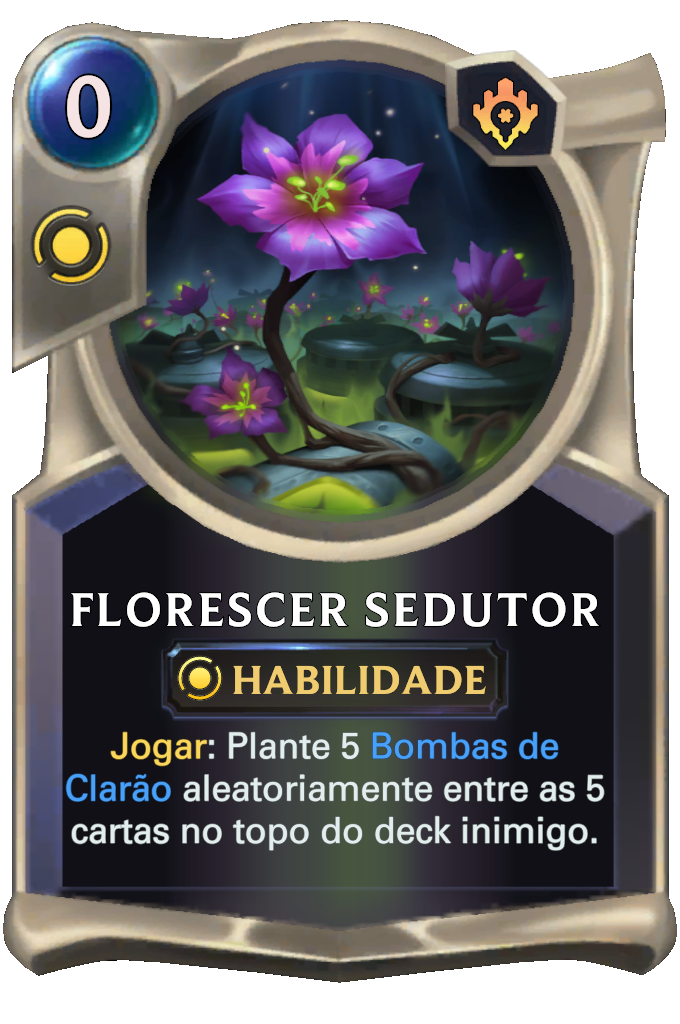 0
FLORESCER SEDUTOR
HABILIDADE
Jogar: Plante 5 Bombas de
Clarão aleatoriamente entre as 5
cartas no topo do deck inimigo.